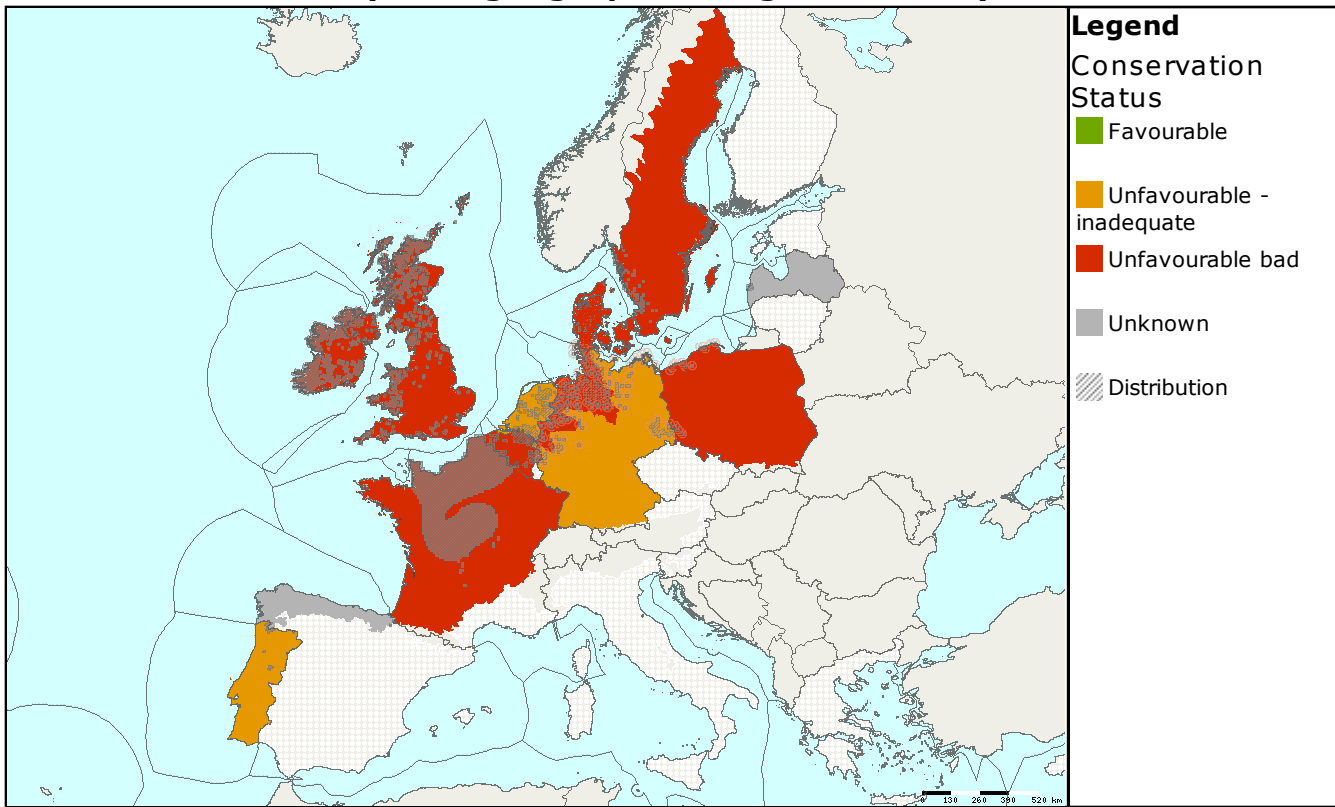 Legend
Conservation
Status
Favourable
Unfavourable -
inadequate
Unfavourable bad
Unknown
Distribution
0 130 260 390 520 km